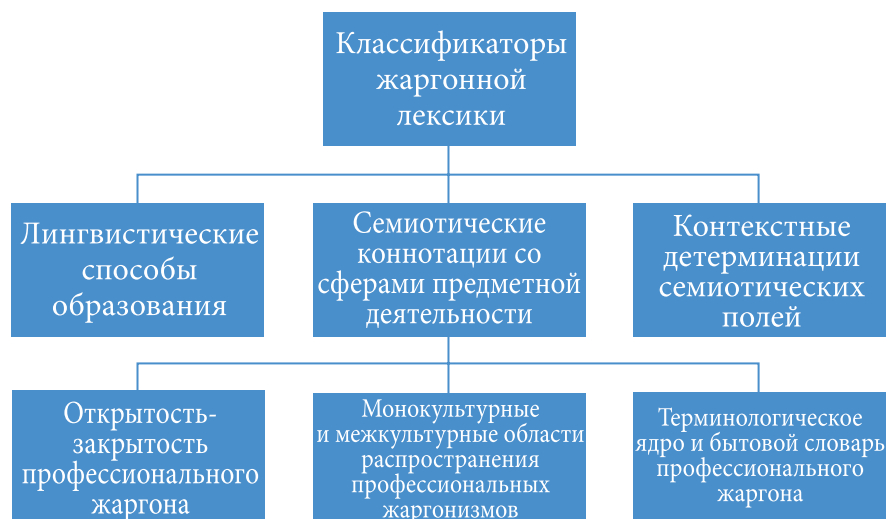 Классификаторы
жаргонной
лексики
Лингвистические
способы
образования
Семиотические
коннотации со
сферами предметной
деятельности
Контекстные
детерминации
семиотических
полей
Открытость-
закрытость
профессионального
жаргона
Монокультурные
и межкультурные области
распространения
профессиональных
жаргонизмов
Терминологическое
ядро и бытовой словарь
профессионального
жаргона